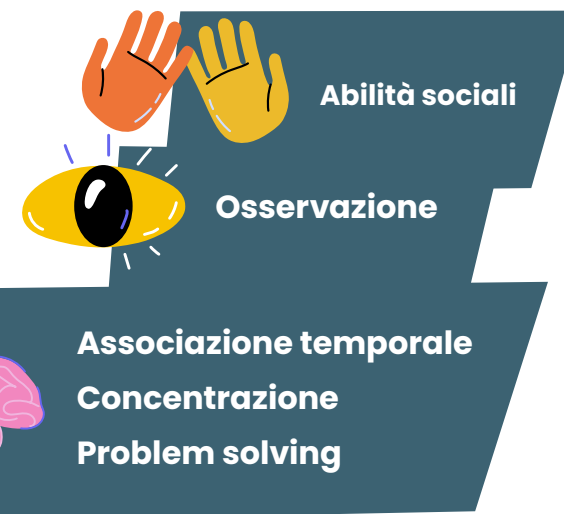 Abilità sociali
Osservazione
Associazione temporale
Concentrazione
Problem solving